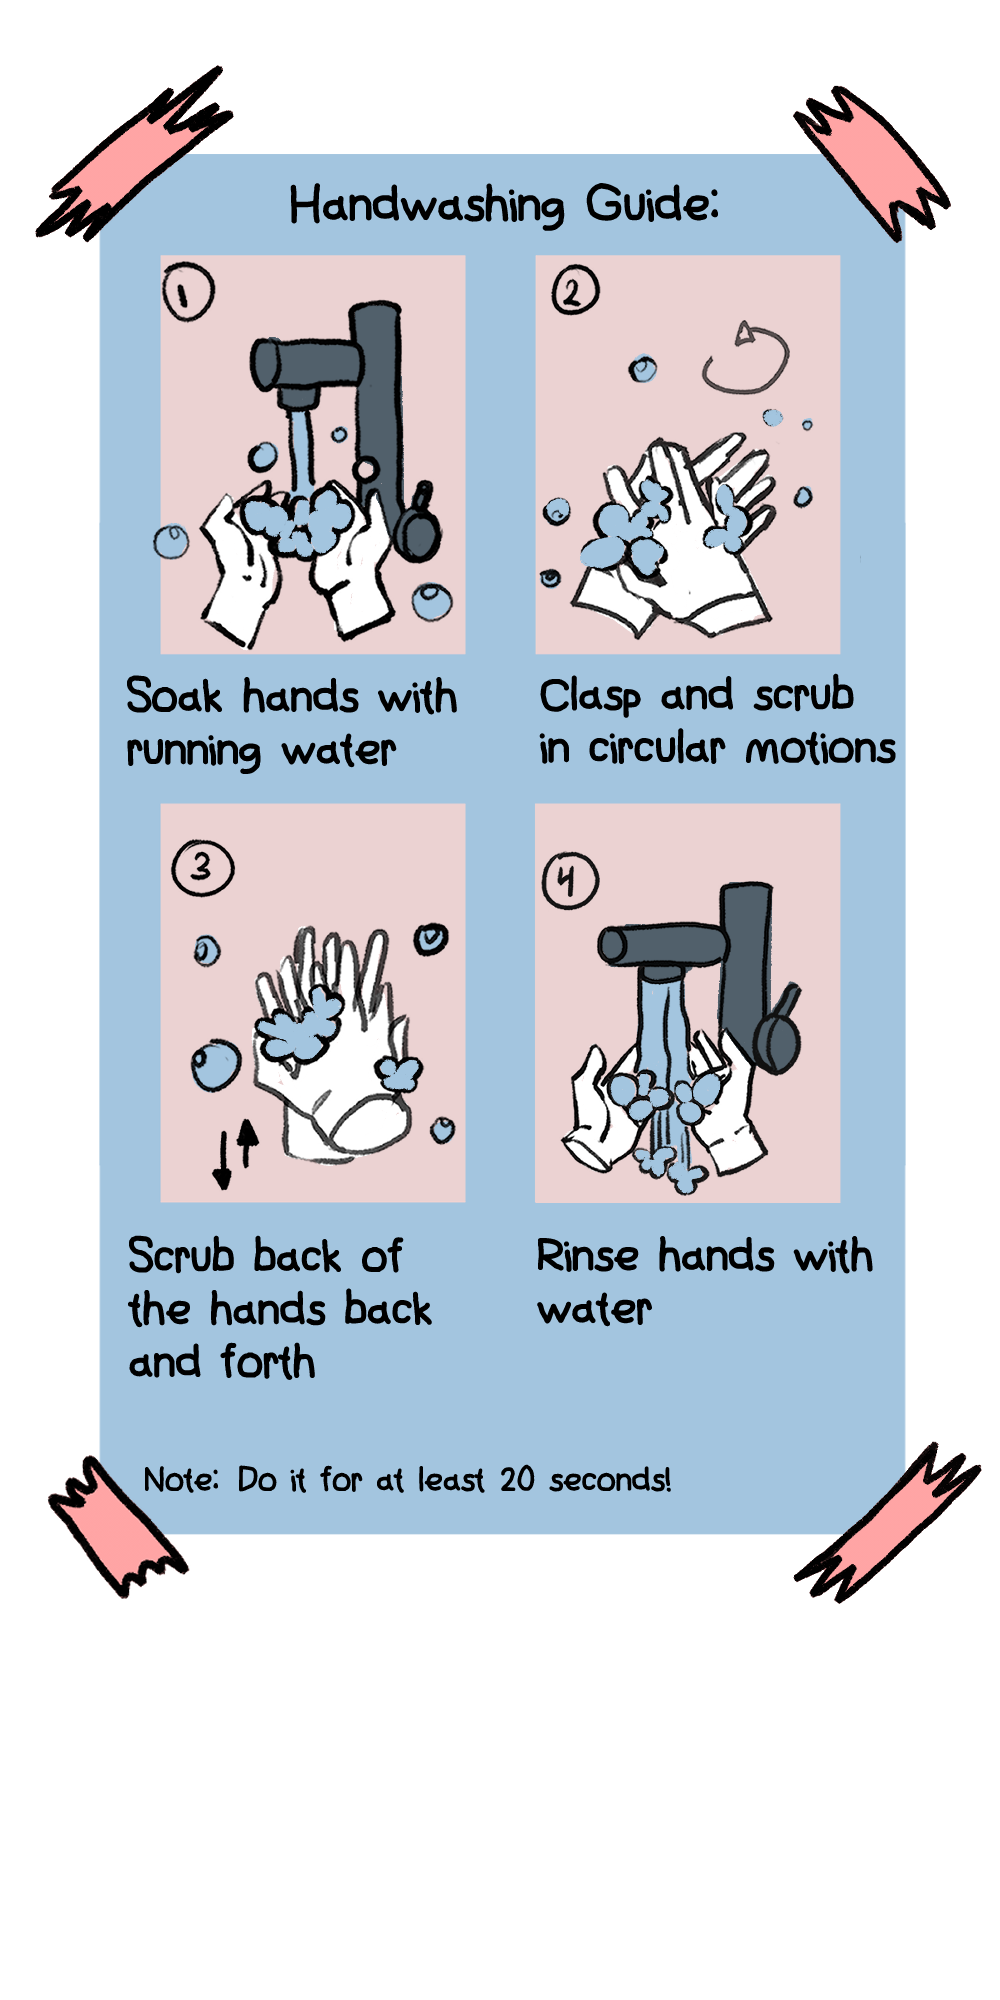 Handwashing Guide:
1
Soak hands with
running water
2
Clasp and scrub
in circular motions
3
Scrub back of
the hands back
and forth
4
Rinse hands with
water
Note: Do it for at least 20 seconds!